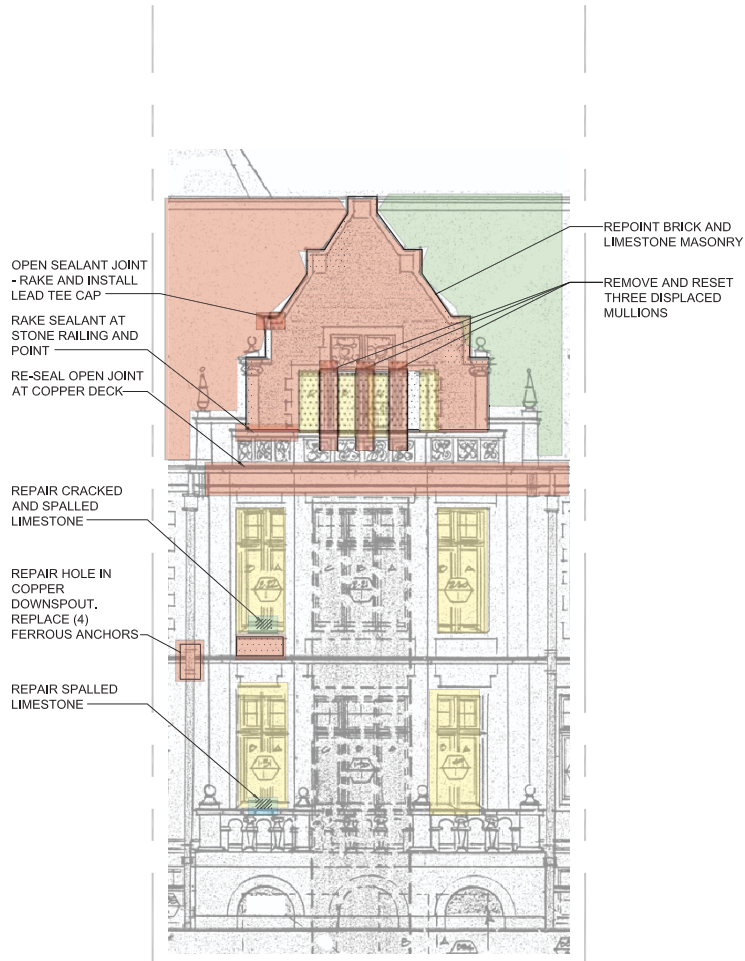 OPEN SEALANT JOINT
- RAKE AND INSTALL
LEAD TEE CAP
RAKE SEALANT AT
STONE RAILING AND
POINT
RE-SEAL OPEN JOINT
AT COPPER DECK
REPAIR CRACKED
AND SPALLED
LIMESTONE
REPAIR HOLE IN
COPPER
DOWNSPOUT.
REPLACE (4)
FERROUS ANCHORS
REPAIR SPALLED
LIMESTONE
REPOINT BRICK AND
LIMESTONE MASONRY
REMOVE AND RESET
THREE DISPLACED
MULLIONS